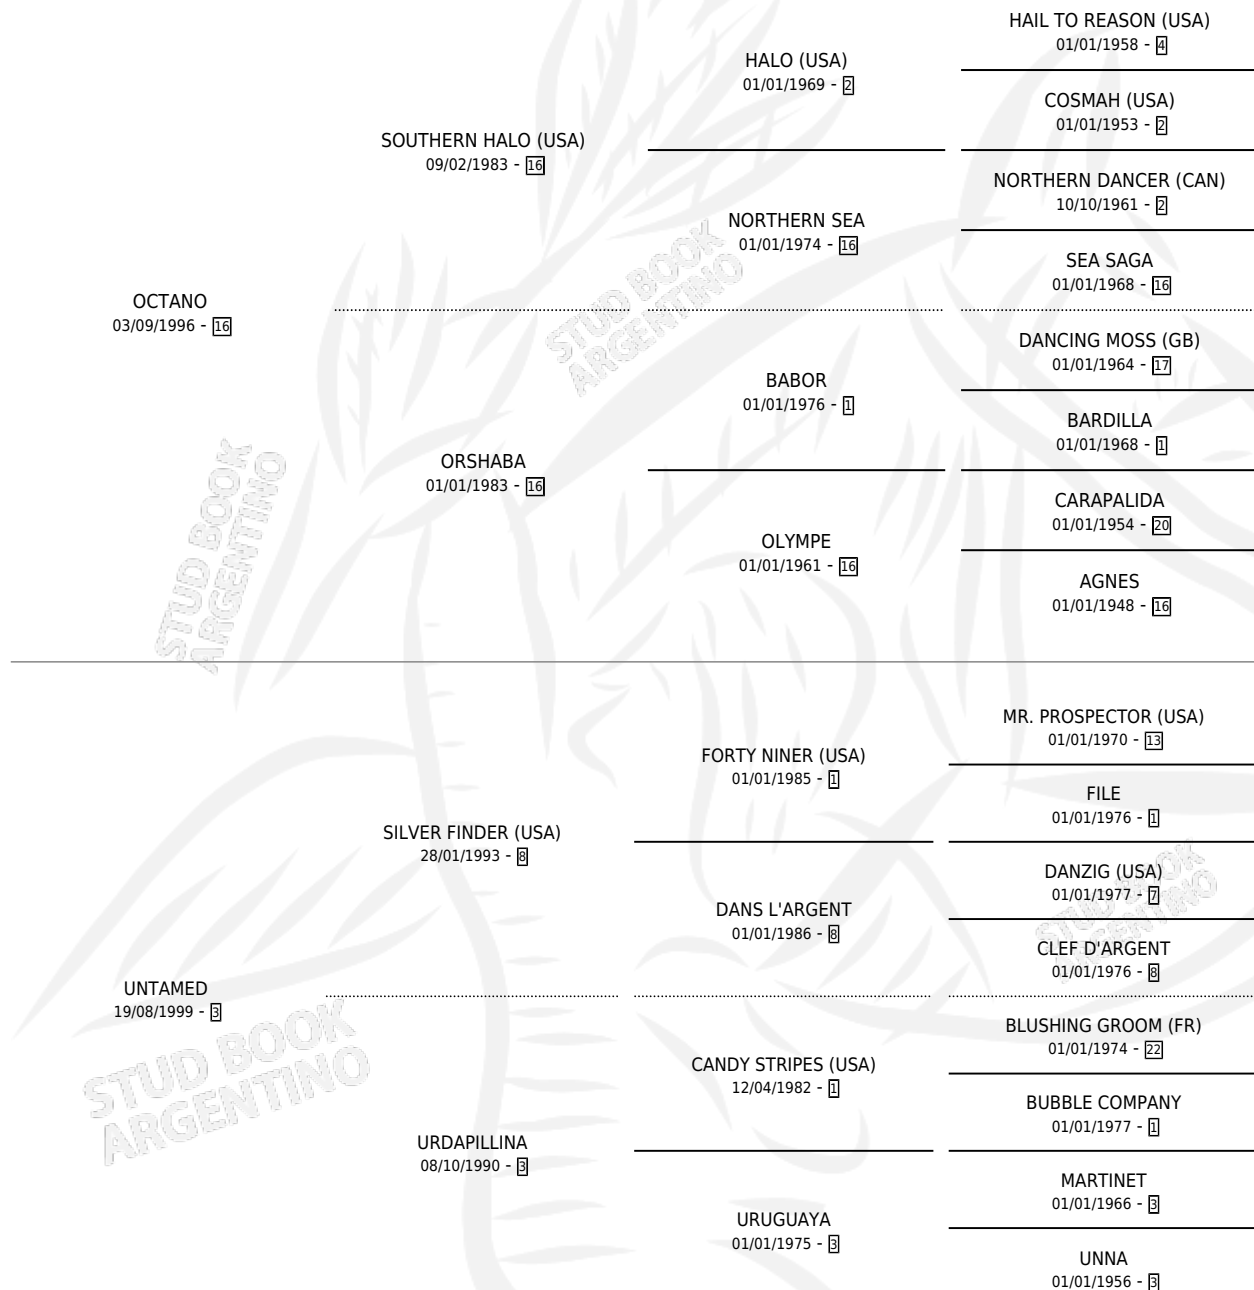 HAIL TO REASON (USA)
01/01/1958 - 4
HALO (USA)
01/01/1969 - 2
COSMAH (USA)
01/01/1953 - 2
SOUTHERN HALO (USA)
09/02/1983 - 16
NORTHERN DANCER (CAN)
10/10/1961 - 2
NORTHERN SEA
01/01/1974 - 16
SEA SAGA
01/01/1968 - 16
STUD BOOK
ARGENTINO
OCTANO
03/09/1996 - 16
DANCING MOSS (GB)
01/01/1964 - 17
BABOR
01/01/1976 - 1
BARDILLA
01/01/1968 - 1
ORSHABA
01/01/1983 - 16
CARAPALIDA
01/01/1954 - 20
OLYMPE
01/01/1961 - 16
AGNES
01/01/1948 - 16
STUD BOOK
ARGENTINO
MR. PROSPECTOR (USA)
01/01/1970 - 13
FORTY NINER (USA)
01/01/1985 - 1
FILE
01/01/1976 - 1
SILVER FINDER (USA)
28/01/1993 - 8
DANZIG (USA)
01/01/1977 - 7
DANS L'ARGENT
01/01/1986 - 8
CLEF D'ARGENT
01/01/1976 - 8
STUD BOOK
ARGENTINO
UNTAMED
19/08/1999 - 3
BLUSHING GROOM (FR)
01/01/1974 - 22
CANDY STRIPES (USA)
12/04/1982 - 1
BUBBLE COMPANY
01/01/1977 - 1
STUD BOOK
ARGENTINO
URDAPILLINA
08/10/1990 - 3
MARTINET
01/01/1966 - 3
URUGUAYA
01/01/1975 - 3
UNNA
01/01/1956 - 3